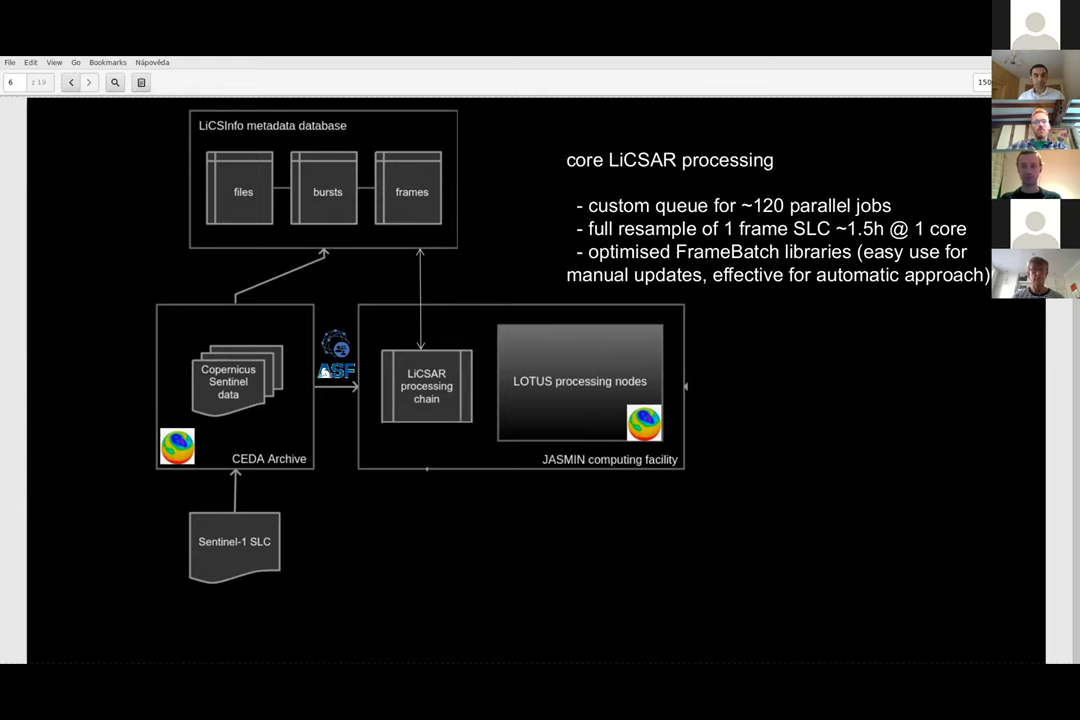 File Edit View Go Bookmarks Nápověda
6 z 19
150
LiCSInfo metadata database
files
bursts
frames
core LiCSAR processing
- custom queue for ~120 parallel jobs
- full resample of 1 frame SLC ~1.5h @ 1 core
- optimised FrameBatch libraries (easy use for
manual updates, effective for automatic approach)
Copernicus
Sentinel
data
CEDA Archive
ASF
LiCSAR
processing
chain
LOTUS processing nodes
JASMIN computing facility
Sentinel-1 SLC